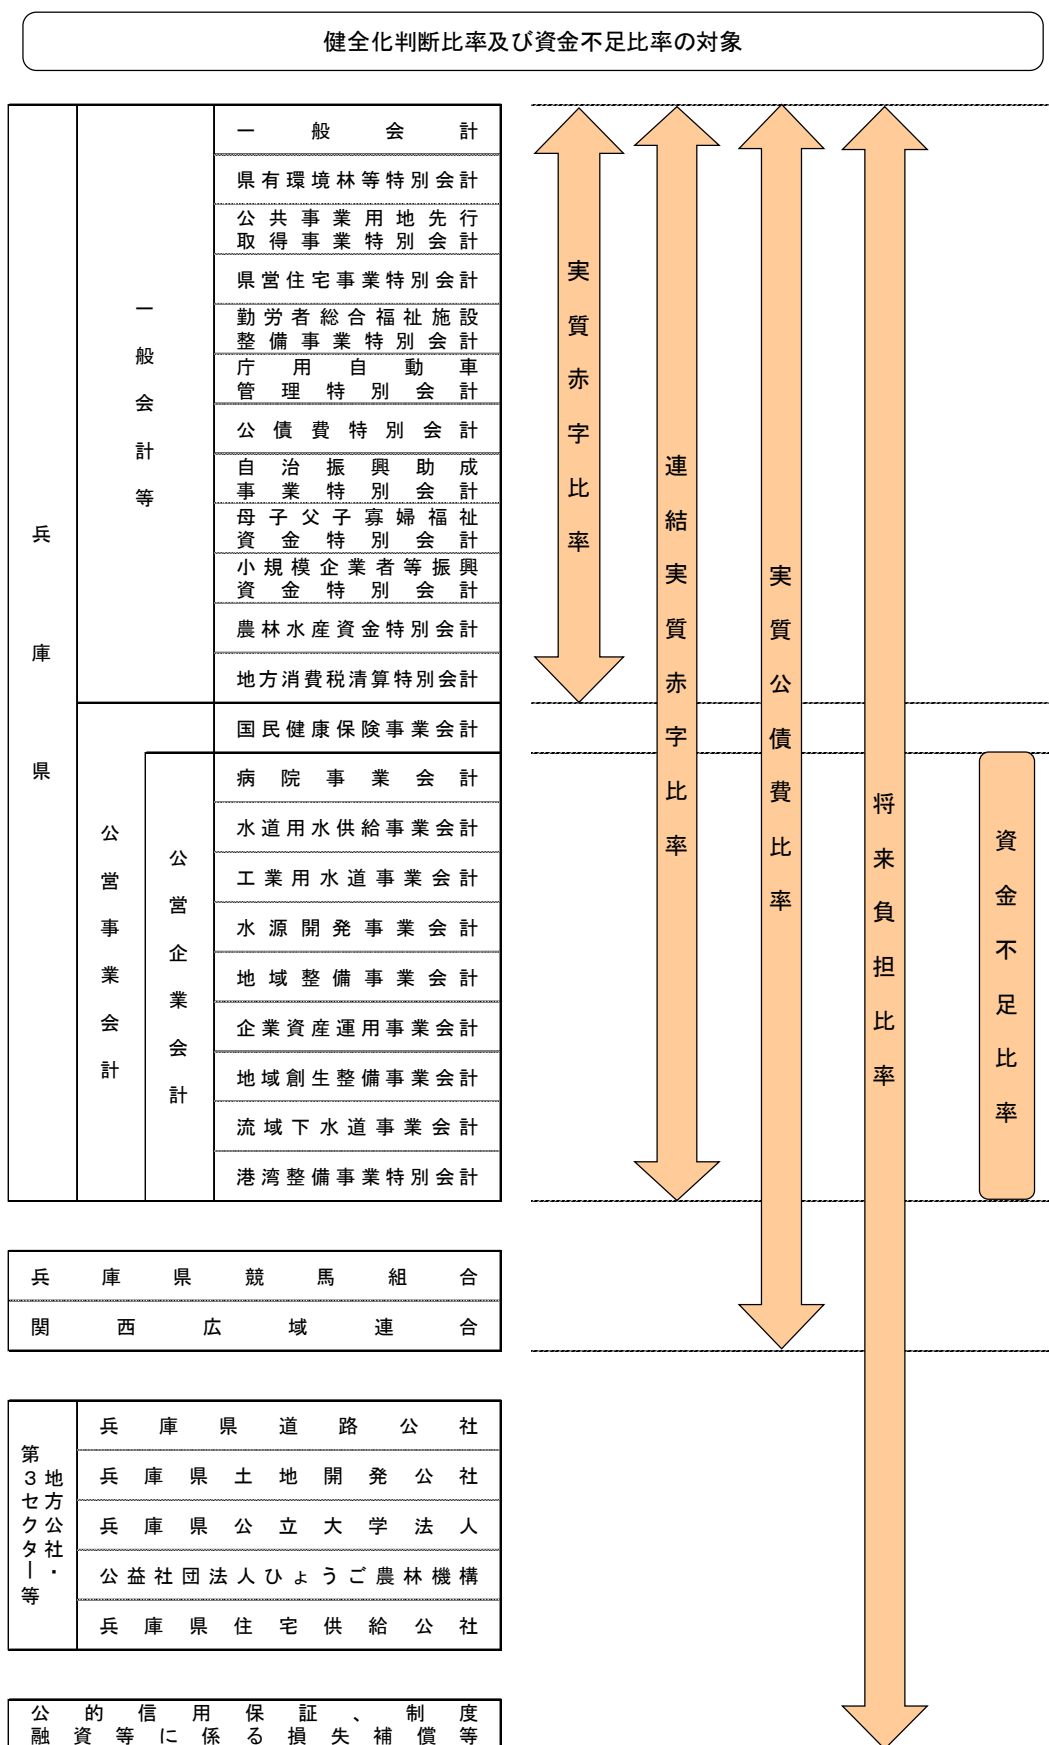 健全化判断比率及び資金不足比率の対象
兵庫県
一般会計等
一般会計
県有環境林等特別会計
公共事業用地先行
取得事業特別会計
県営住宅事業特別会計
勤労者総合福祉施設
整備事業特別会計
庁用自動車
管理特別会計
公債費特別会計
自治振興助成
事業特別会計
母子父子寡婦福祉
資金特別会計
小規模企業者等振興
資金特別会計
農林水産資金特別会計
地方消費税清算特別会計
公営事業会計
国民健康保険事業会計
公営企業会計
病院事業会計
水道用水供給事業会計
工業用水道事業会計
水源開発事業会計
地域整備事業会計
企業資産運用事業会計
地域創生整備事業会計
流域下水道事業会計
港湾整備事業特別会計
実質赤字比率
連結実質赤字比率
実質公債費比率
将来負担比率
資金不足比率
兵庫県競馬組合
関西広域連合
地方公社・
第3セクター等
兵庫県道路公社
兵庫県土地開発公社
兵庫県公立大学法人
公益社団法人ひょうご農林機構
兵庫県住宅供給公社
公的信用保証、制度
融資等に係る損失補償等